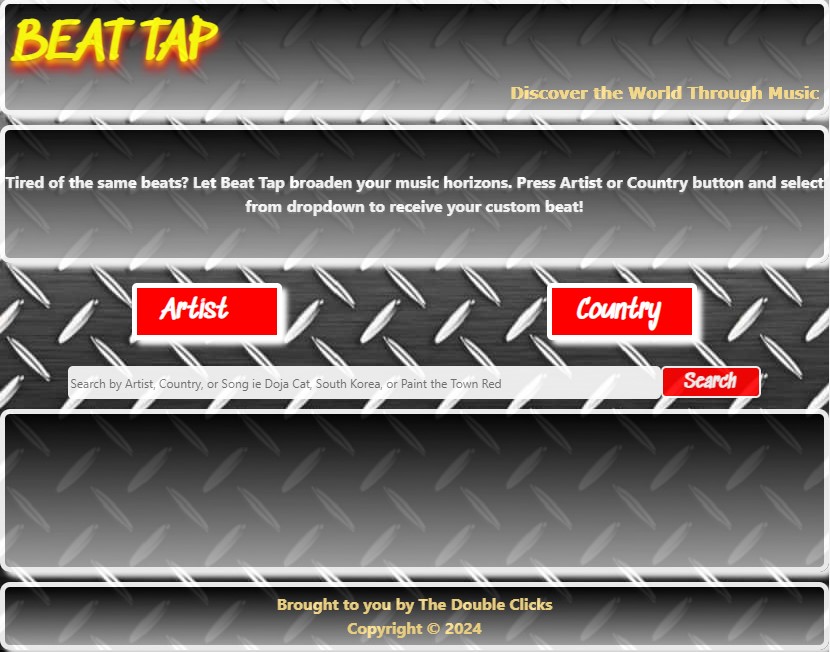 BEAT TAP
Discover the World Through Music
Tired of the same beats? Let Beat Tap broaden your music horizons. Press Artist or Country button and select
from dropdown to receive your custom beat!
Artist
Country
Search by Artist, Country, or Song ie Doja Cat, South Korea, or Paint the Town Red
Search
Brought to you by The Double Clicks
Copyright © 2024